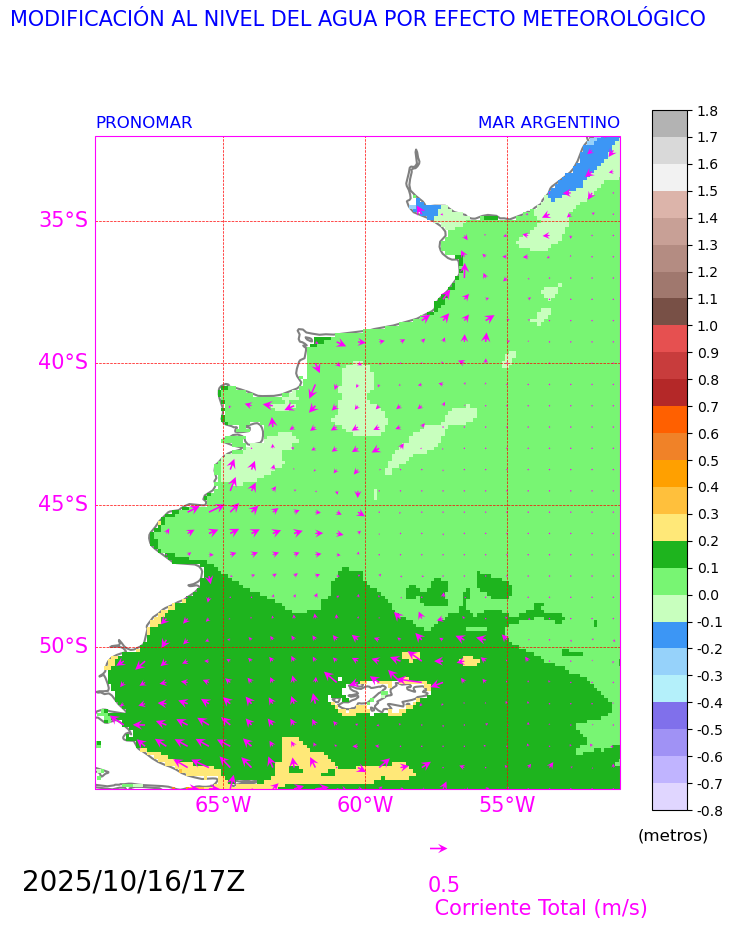 MODIFICACIÓN AL NIVEL DEL AGUA POR EFECTO METEOROLÓGICO
PRONOMAR
MAR ARGENTINO
35°S
40°S
45°S
50°S
65°W
60°W
55°W
1.8
1.7
1.6
1.5
1.4
1.3
1.2
1.1
1.0
0.9
0.8
0.7
0.6
0.5
0.4
0.3
0.2
0.1
0.0
-0.1
-0.2
-0.3
-0.4
-0.5
-0.6
-0.7
-0.8
(metros)
2025/10/16/17Z
0.5
Corriente Total (m/s)